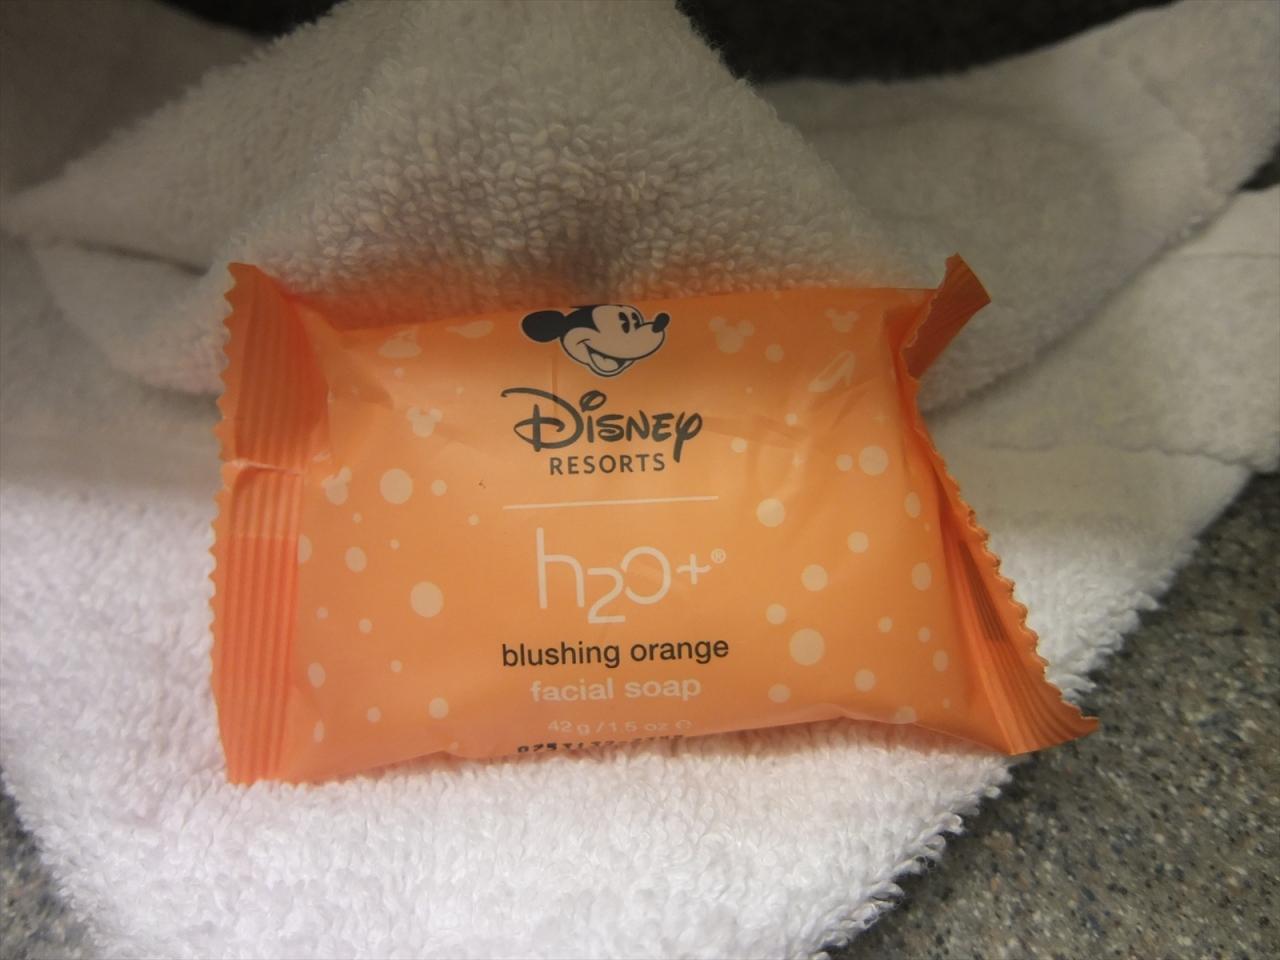 Disney
RESORTS
h2o+®
blushing orange
facial soap
42 g / 1.5 oz ℮